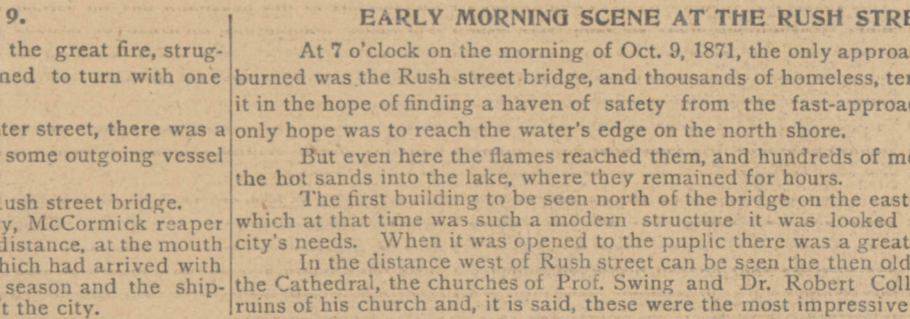 9.
the great fire, strug-
ned to turn with one
ter street, there was a
some outgoing vessel
ush street bridge.
y, McCormick reaper
distance, at the mouth
hich had arrived with
season and the ship-
t the city.
EARLY MORNING SCENE AT THE RUSH STRE
At 7 o'clock on the morning of Oct. 9, 1871, the only approa
burned was the Rush street bridge, and thousands of homeless, ter
it in the hope of finding a haven of safety from the fast-approa
only hope was to reach the water's edge on the north shore.
But even here the flames reached them, and hundreds of me
the hot sands into the lake, where they remained for hours.
The first building to be seen north of the bridge on the east
which at that time was such a modern structure it was looked
city's needs. When it was opened to the puplic there was a great
In the distance west of Rush street can be seen the then old
the Cathedral, the churches of Prof. Swing and Dr. Robert Coll
ruins of his church and, it is said, these were the most impressive